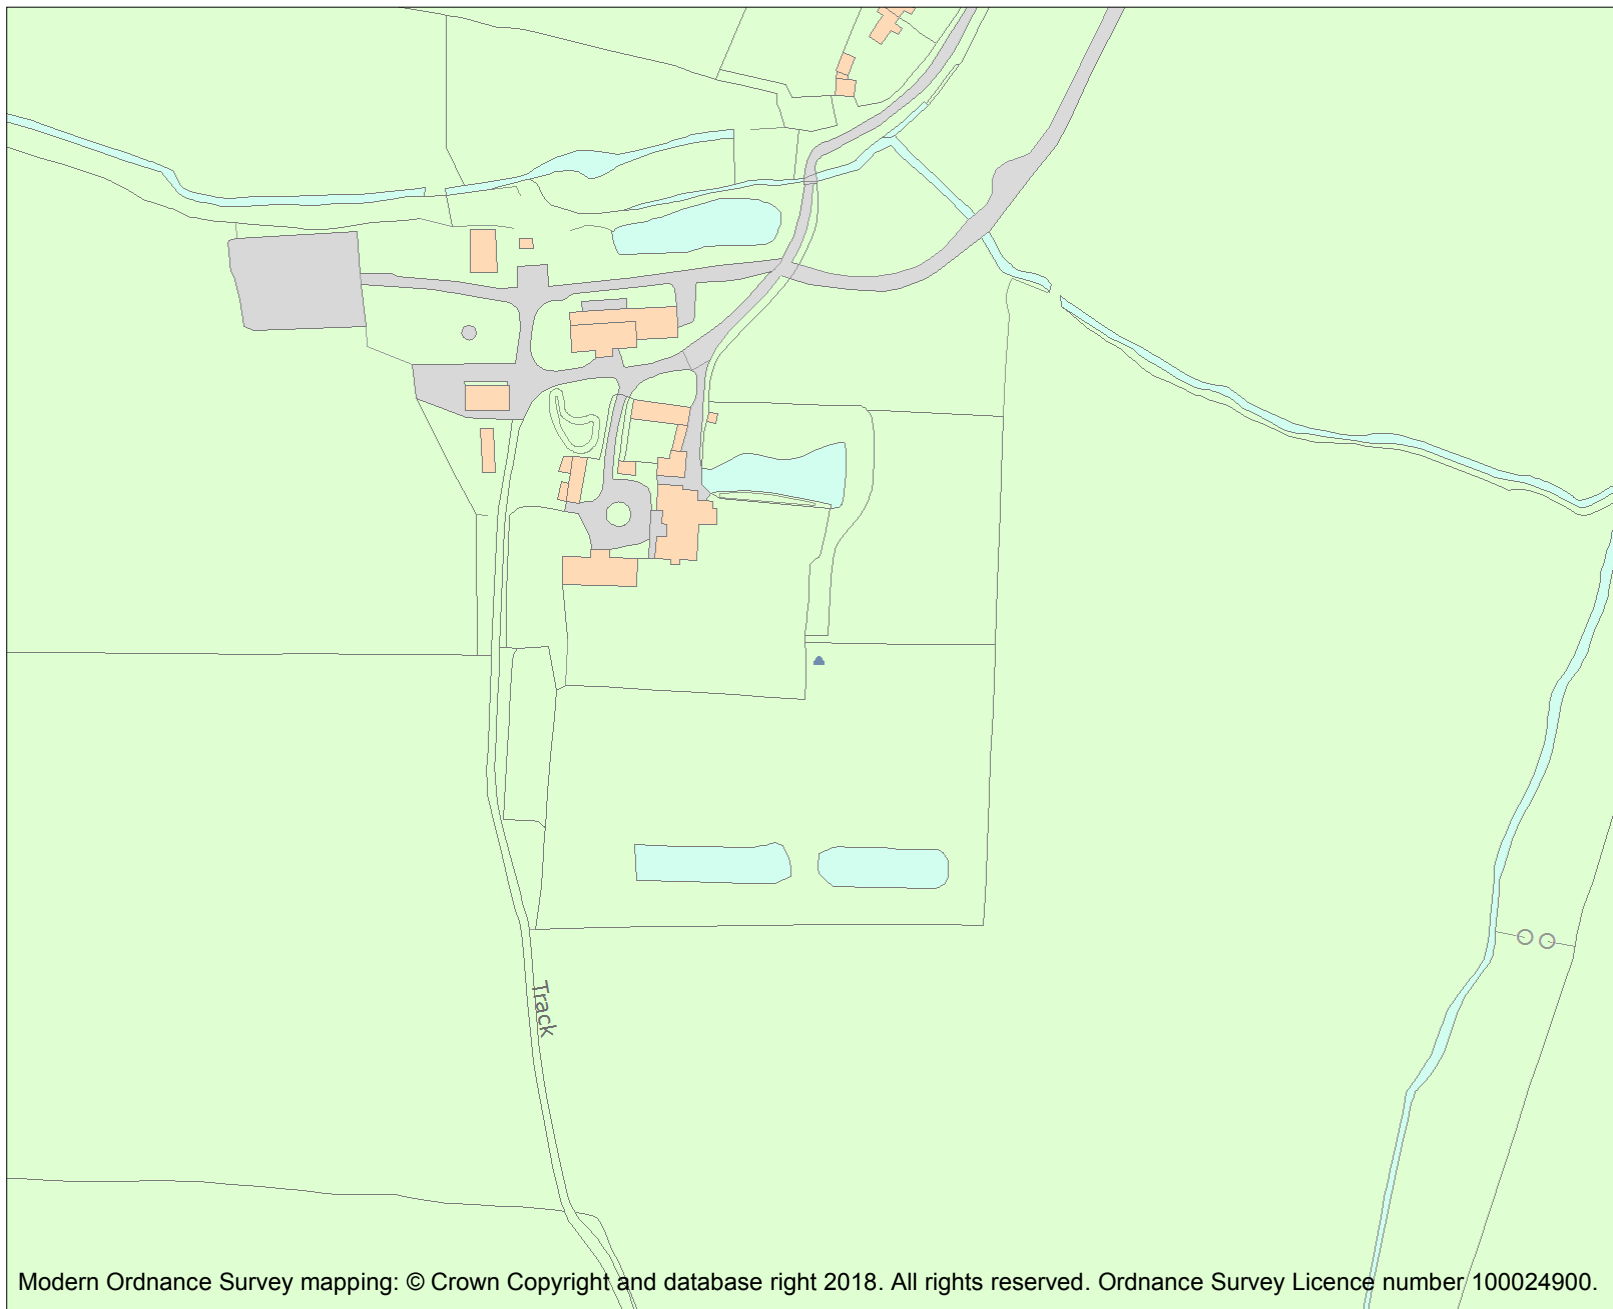 Track
Modern Ordnance Survey mapping: © Crown Copyright and database right 2018. All rights reserved. Ordnance Survey Licence number 100024900.